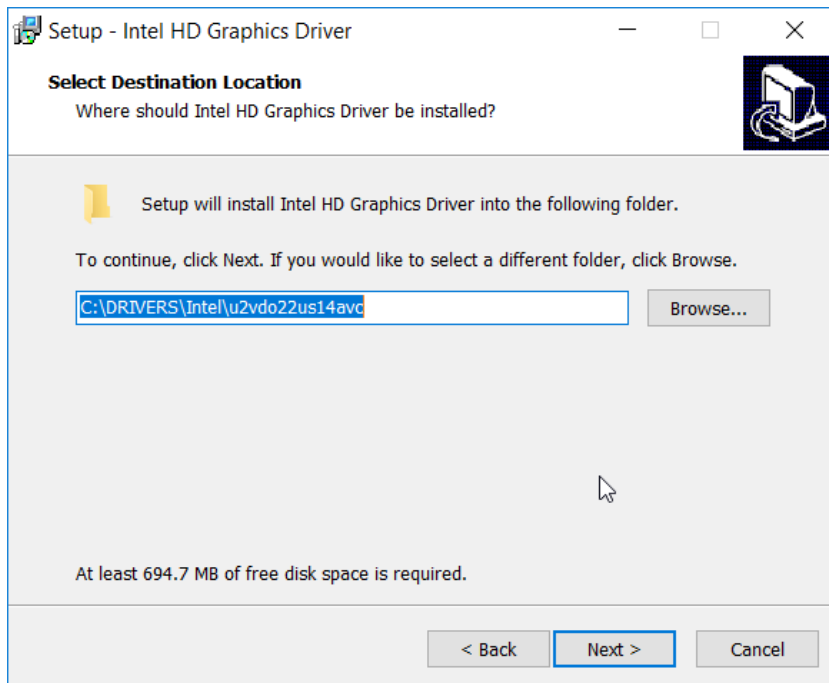 Setup - Intel HD Graphics Driver
Select Destination Location
Where should Intel HD Graphics Driver be installed?
Setup will install Intel HD Graphics Driver into the following folder.
To continue, click Next. If you would like to select a different folder, click Browse.
C:\DRIVERS\Intel\u2vdo22us14avc
Browse...
At least 694.7 MB of free disk space is required.
< Back
Next >
Cancel